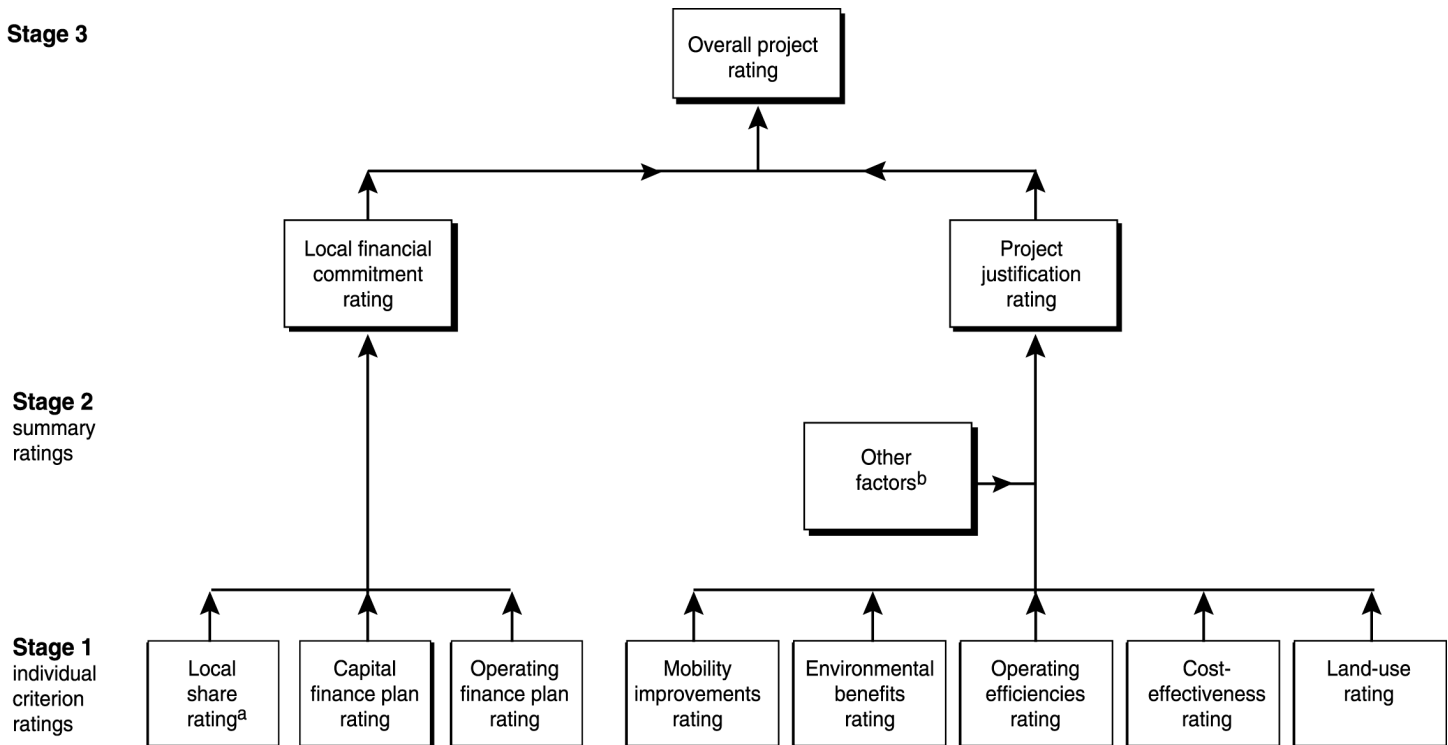 Stage 3
Overall project
rating
Local financial
commitment
rating
Project
justification
rating
Stage 2
summary
ratings
Other
factorsb
Stage 1
individual
criterion
ratings
Local
share
ratinga
Capital
finance plan
rating
Operating
finance plan
rating
Mobility
improvements
rating
Environmental
benefits
rating
Operating
efficiencies
rating
Cost-
effectiveness
rating
Land-use
rating